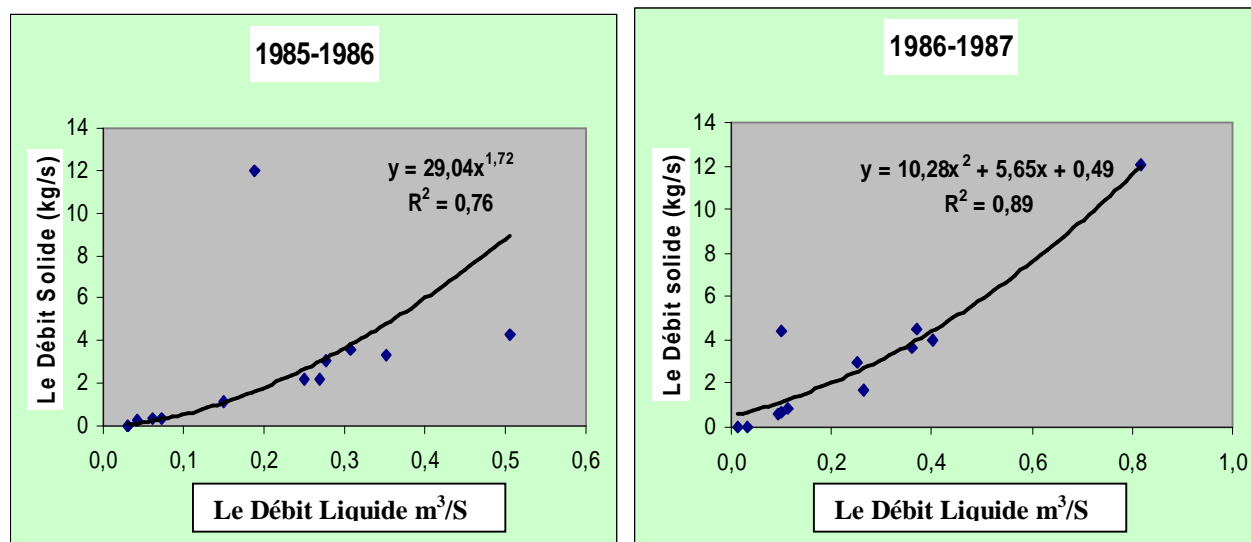 1985-1986
Le Débit Solide (kg/s)
14
12
10
8
6
4
2
0
y = 29,04x^1,72
R² = 0,76
0,0 0,1 0,2 0,3 0,4 0,5 0,6
Le Débit Liquide m³/S
1986-1987
Le Débit solide (kg/s)
14
12
10
8
6
4
2
0
y = 10,28x² + 5,65x + 0,49
R² = 0,89
0,0 0,2 0,4 0,6 0,8 1,0
Le Débit Liquide m³/S